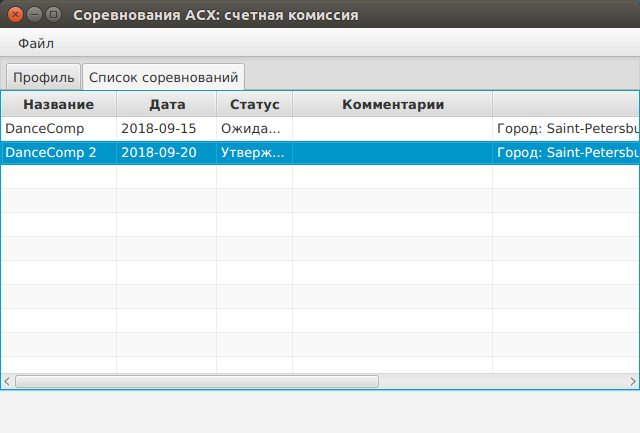 Соревнования АСХ: счетная комиссия
Файл
Профиль Список соревнований
Название Дата Статус Комментарии
DanceComp 2018-09-15 Ожида... Город: Saint-Petersbu
DanceComp 2 2018-09-20 Утверж... Город: Saint-Petersbu